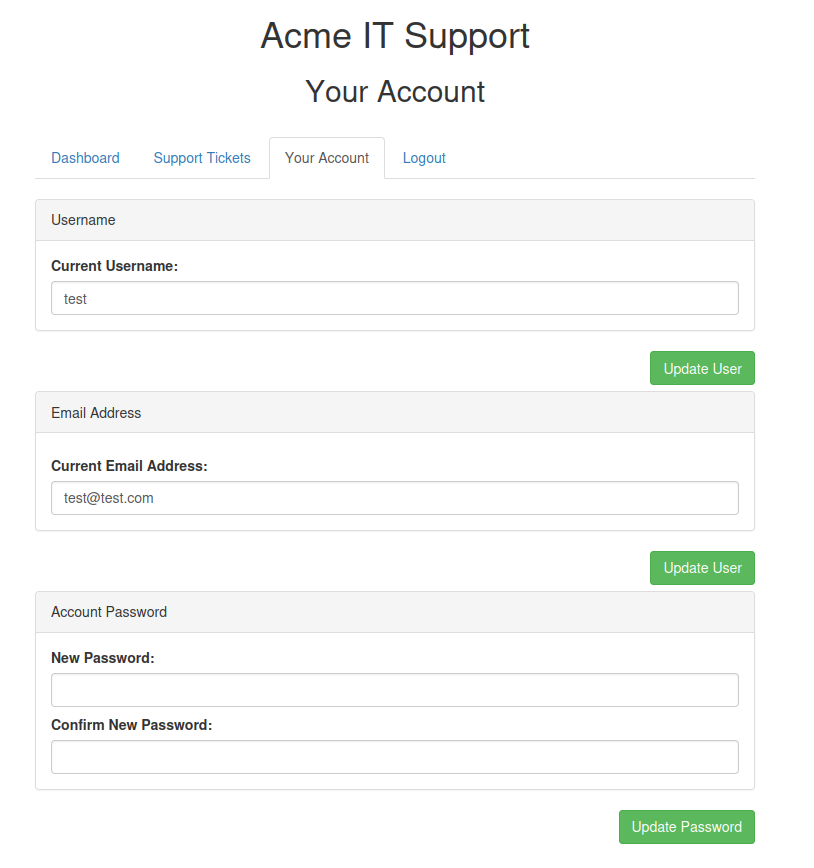 Acme IT Support
Your Account
Dashboard Support Tickets Your Account Logout
Username
Current Username:
test
Update User
Email Address
Current Email Address:
test@test.com
Update User
Account Password
New Password:
Confirm New Password:
Update Password